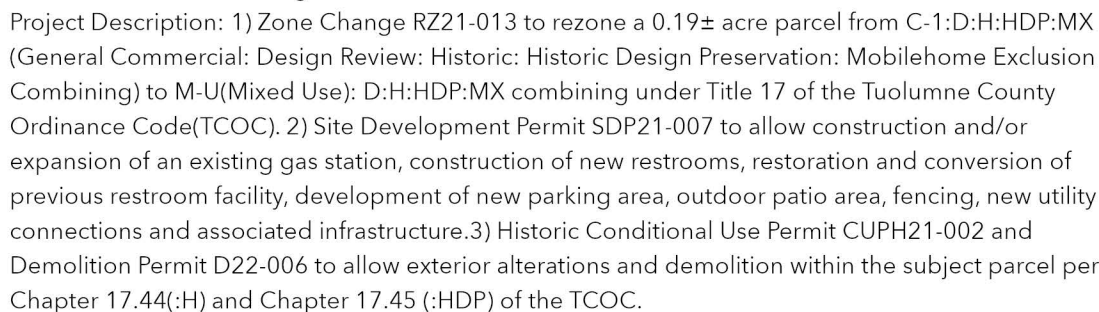 Project Description: 1) Zone Change RZ21-013 to rezone a 0.19± acre parcel from C-1:D:H:HDP:MX
(General Commercial: Design Review: Historic: Historic Design Preservation: Mobilehome Exclusion
Combining) to M-U(Mixed Use): D:H:HDP:MX combining under Title 17 of the Tuolumne County
Ordinance Code(TCOC). 2) Site Development Permit SDP21-007 to allow construction and/or
expansion of an existing gas station, construction of new restrooms, restoration and conversion of
previous restroom facility, development of new parking area, outdoor patio area, fencing, new utility
connections and associated infrastructure.3) Historic Conditional Use Permit CUPH21-002 and
Demolition Permit D22-006 to allow exterior alterations and demolition within the subject parcel per
Chapter 17.44(:H) and Chapter 17.45 (:HDP) of the TCOC.